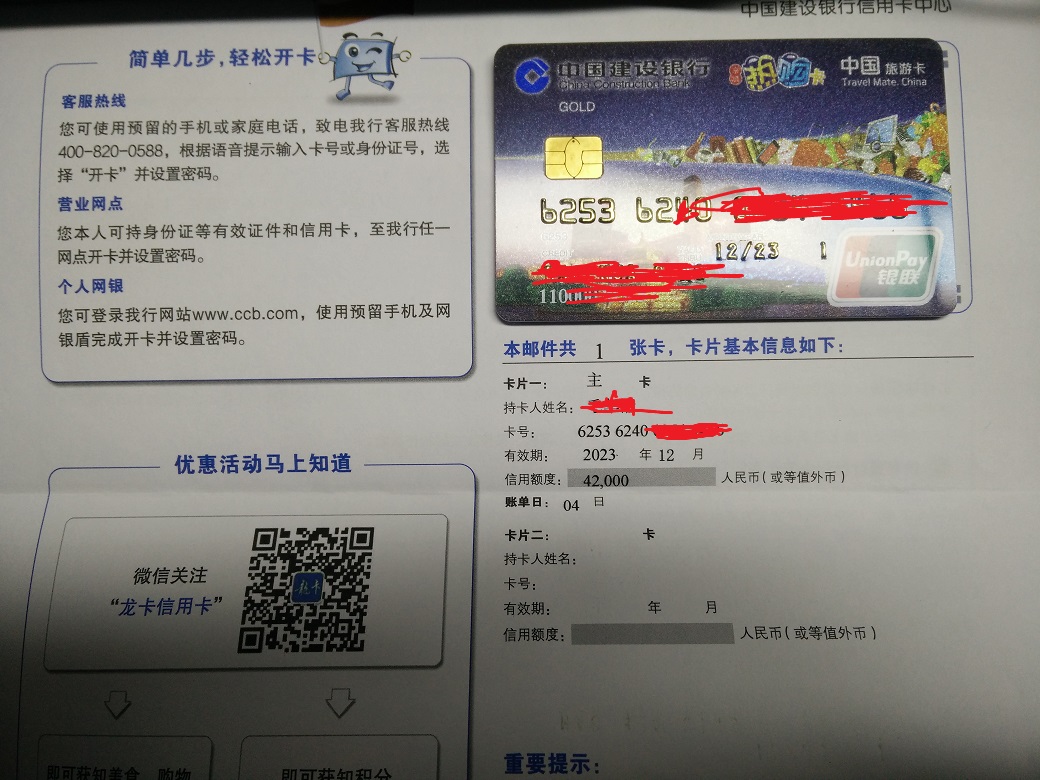 中国建设银行信用卡中心
简单几步,轻松开卡
客服热线
您可使用预留的手机或家庭电话，致电我行客服热线
400-820-0588，根据语音提示输入卡号或身份证号，选
择“开卡”并设置密码。
营业网点
您本人可持身份证等有效证件和信用卡，至我行任一
网点开卡并设置密码。
个人网银
您可登录我行网站www.ccb.com，使用预留手机及网
银盾完成开卡并设置密码。
优惠活动马上知道
微信关注
“龙卡信用卡”
龙卡
即可获知美食、购物
即可获知积分
中国建设银行
China Construction Bank
GOLD
热购卡
中国旅游卡
Travel Mate. China
6253 6240
12/23 1
UnionPay
银联
本邮件共 1 张卡，卡片基本信息如下：
卡片一： 主 卡
持卡人姓名：
卡号： 6253 6240
有效期： 2023 年 12 月
信用额度： 42,000 人民币（或等值外币）
账单日： 04 日
卡片二： 卡
持卡人姓名：
卡号：
有效期： 年 月
信用额度： 人民币（或等值外币）
重要提示：